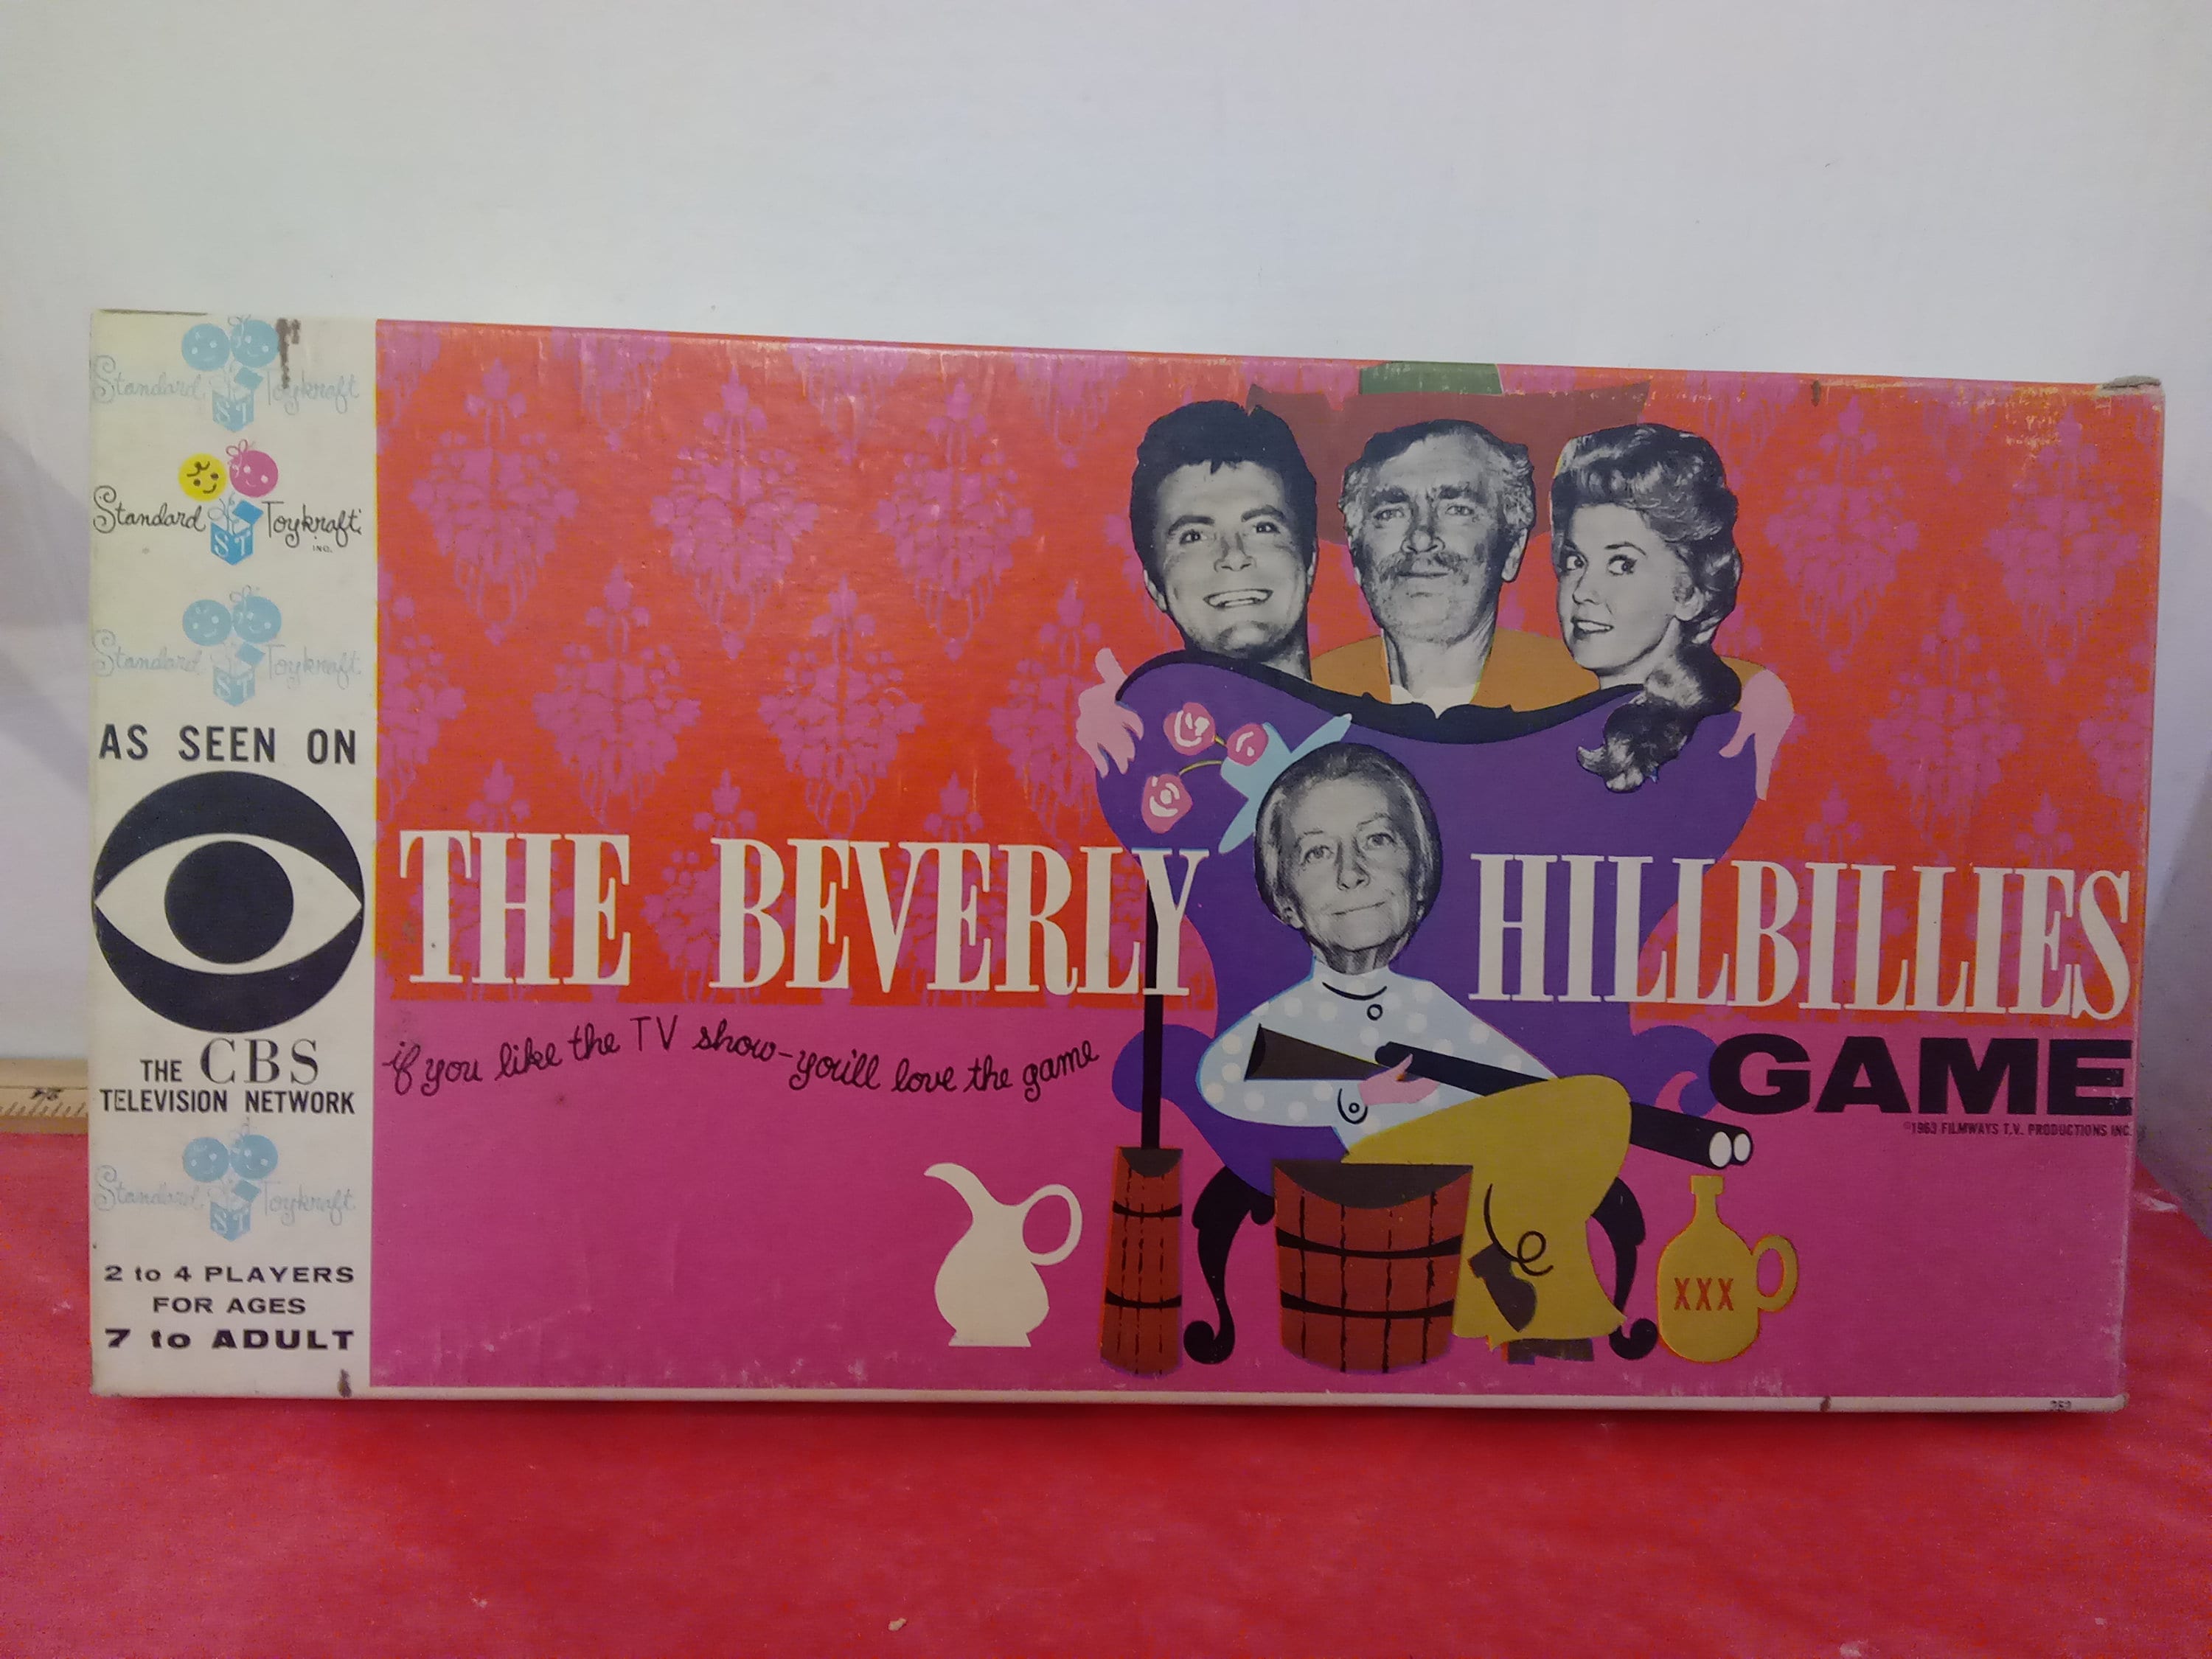 Standard Toykraft
ST
Standard Toykraft
ST
INC.
Standard Toykraft
ST
AS SEEN ON
THE CBS
TELEVISION NETWORK
Standard Toykraft
ST
2 to 4 PLAYERS
FOR AGES
7 to ADULT
THE BEVERLY HILLBILLIES
GAME
if you like the TV show-you'll love the game
©1963 FILMWAYS T.V. PRODUCTIONS INC.
XXX
24